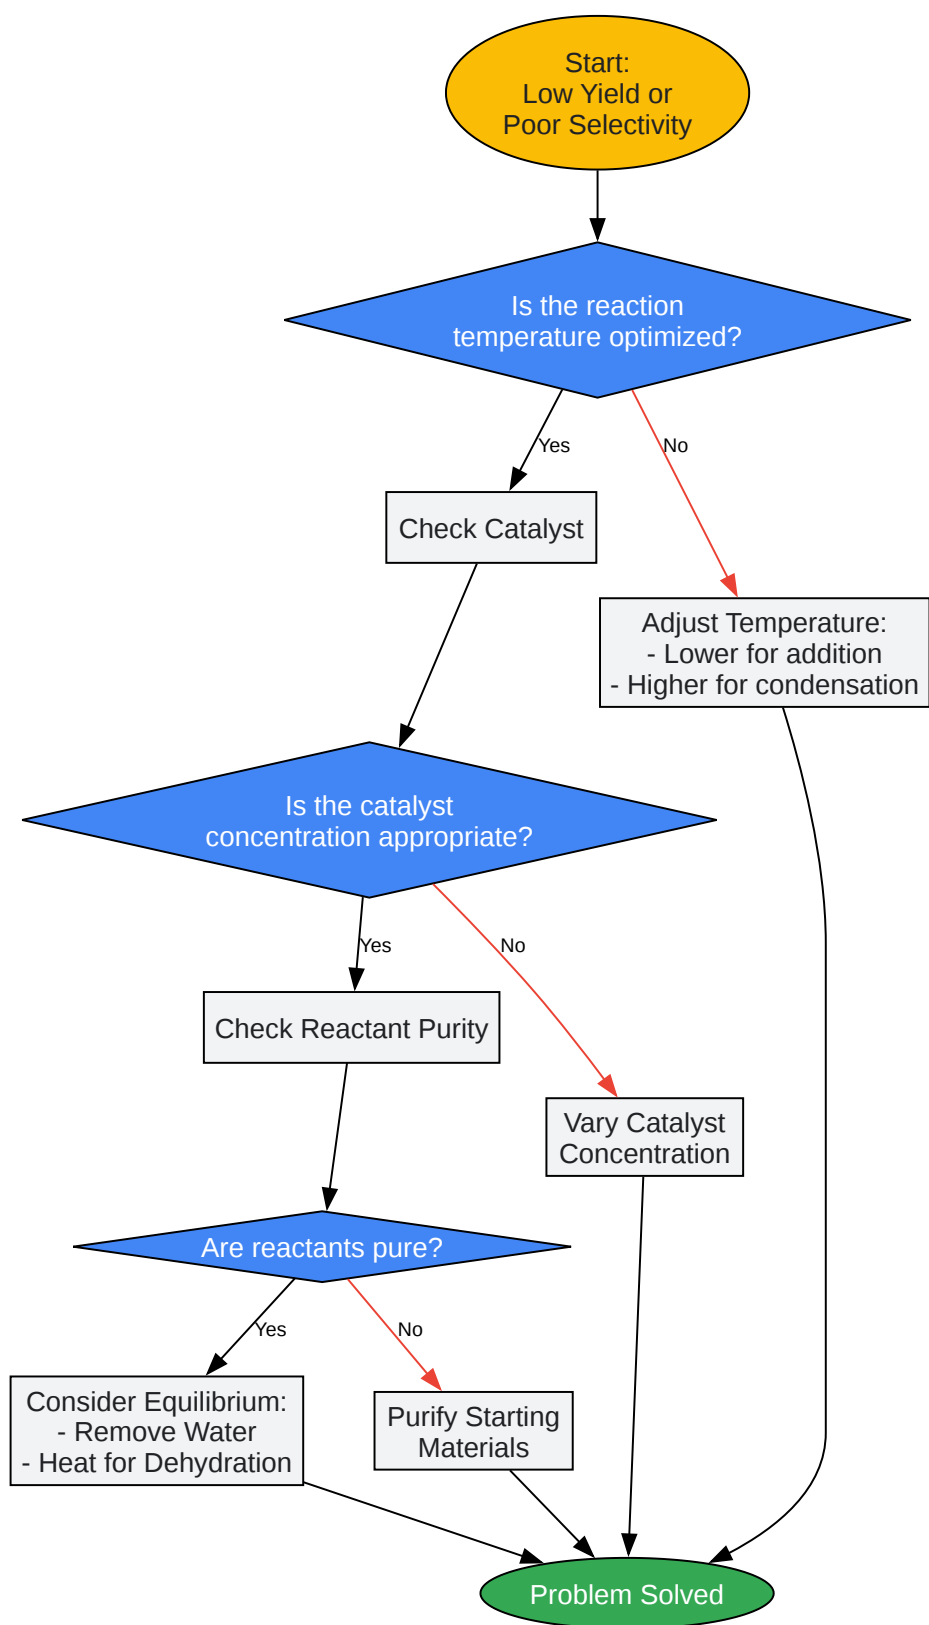 Start:
Low Yield or
Poor Selectivity
Is the reaction
temperature optimized?
Yes
No
Check Catalyst
Adjust Temperature:
- Lower for addition
- Higher for condensation
Is the catalyst
concentration appropriate?
Yes
No
Check Reactant Purity
Vary Catalyst
Concentration
Are reactants pure?
Yes
No
Consider Equilibrium:
- Remove Water
- Heat for Dehydration
Purify Starting
Materials
Problem Solved